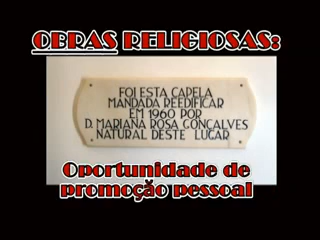 OBRAS RELIGIOSAS:
FOI ESTA CAPELA
MANDADA REEDIFICAR
EM 1960 POR
D. MARIANA ROSA GONÇALVES
NATURAL DESTE LUGAR
Oportunidade de
promoção pessoal